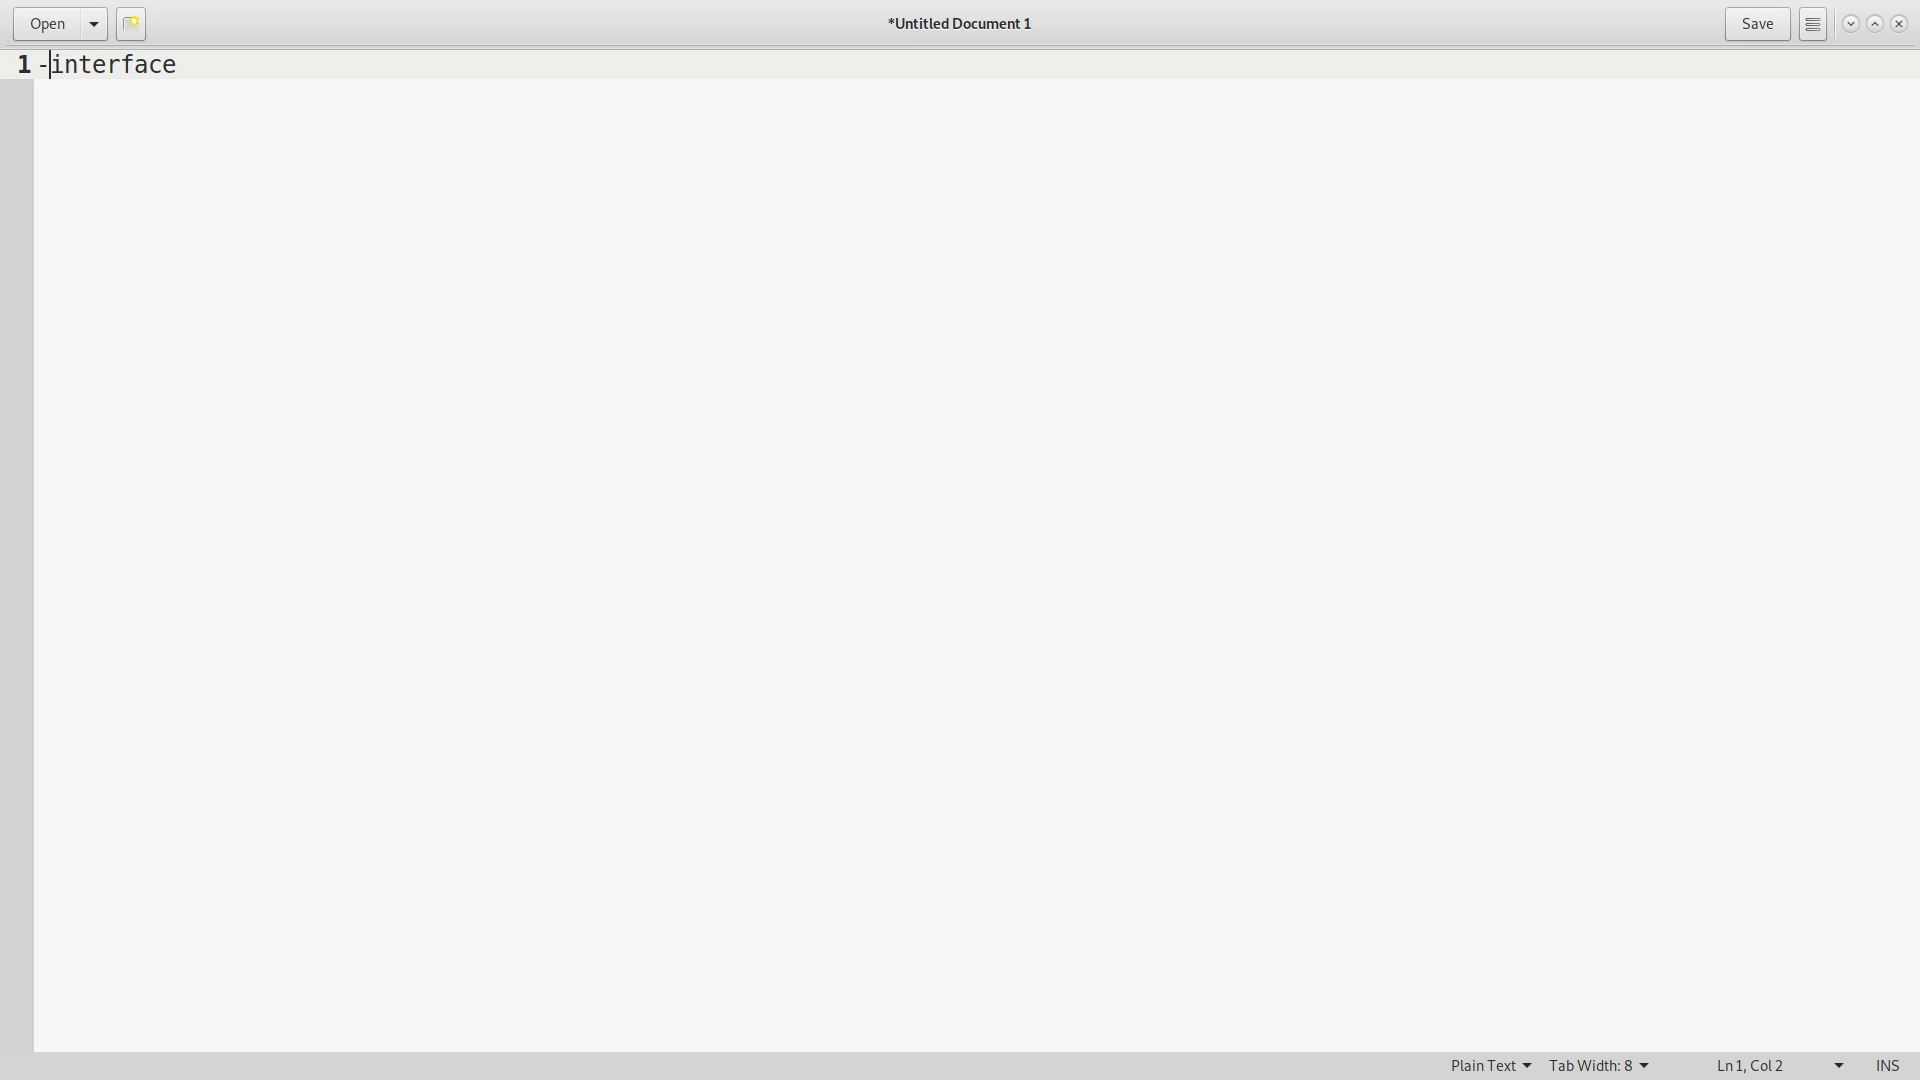 Open
*Untitled Document 1
Save
1 -interface
Plain Text Tab Width: 8 Ln 1, Col 2 INS